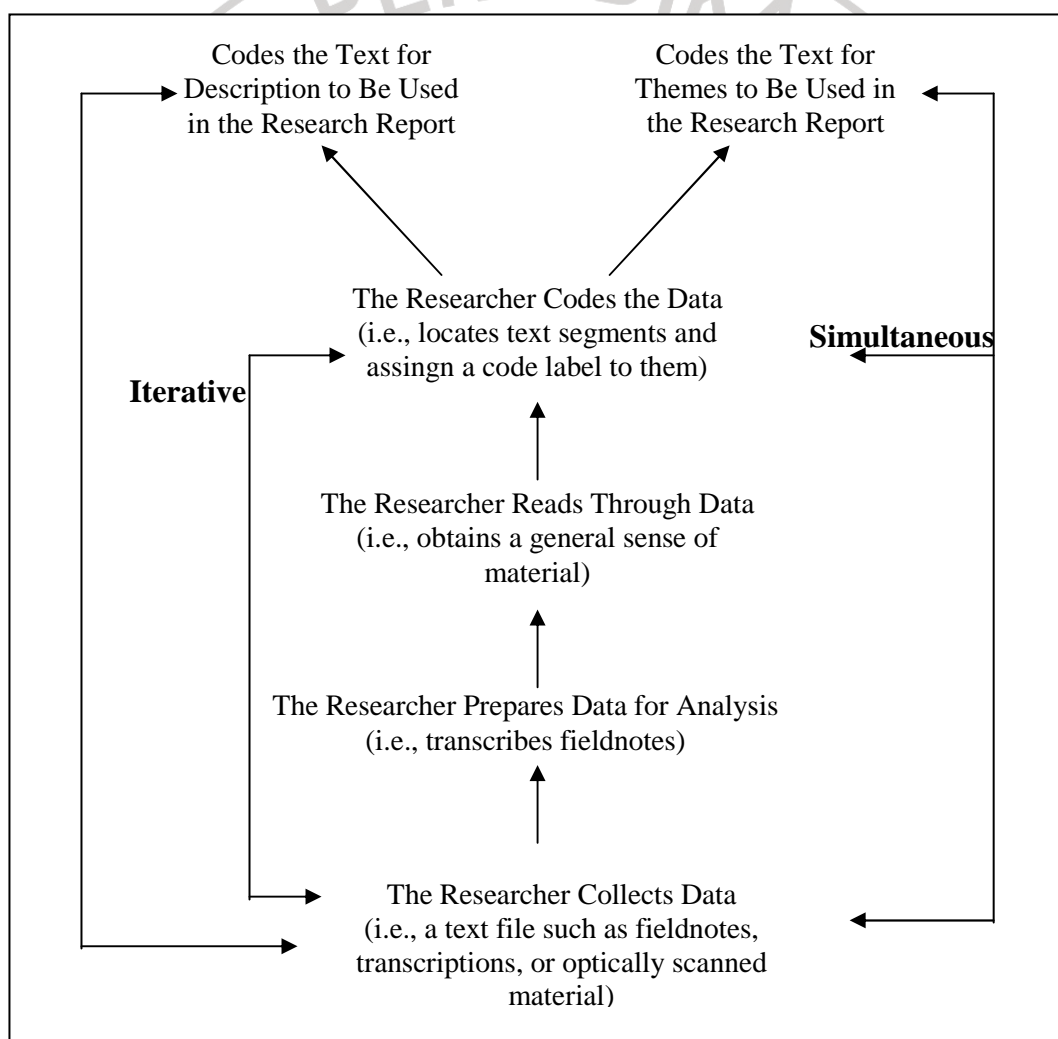 Codes the Text for
Description to Be Used
in the Research Report
Codes the Text for
Themes to Be Used in
the Research Report
The Researcher Codes the Data
(i.e., locates text segments and
assingn a code label to them)
Simultaneous
Iterative
The Researcher Reads Through Data
(i.e., obtains a general sense of
material)
The Researcher Prepares Data for Analysis
(i.e., transcribes fieldnotes)
The Researcher Collects Data
(i.e., a text file such as fieldnotes,
transcriptions, or optically scanned
material)